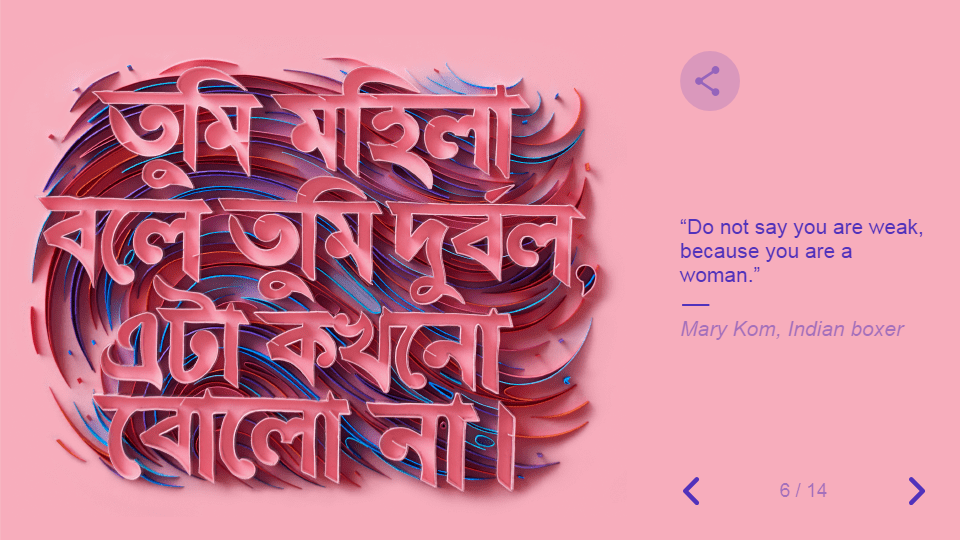 তুমি মহিলা
বলে তুমি দুর্বল,
এটা কখনো
বোলো না।
“Do not say you are weak,
because you are a
woman.”
Mary Kom, Indian boxer
6 / 14